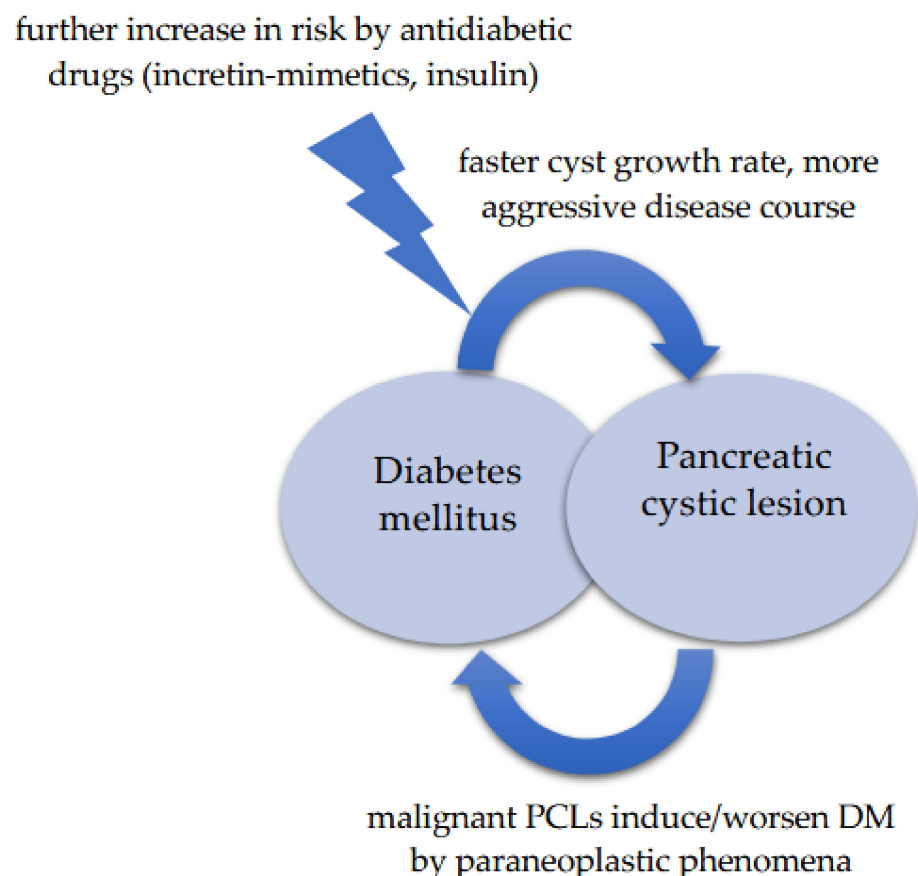 further increase in risk by antidiabetic
drugs (incretin-mimetics, insulin)
faster cyst growth rate, more
aggressive disease course
Diabetes
mellitus
Pancreatic
cystic lesion
malignant PCLs induce/worsen DM
by paraneoplastic phenomena